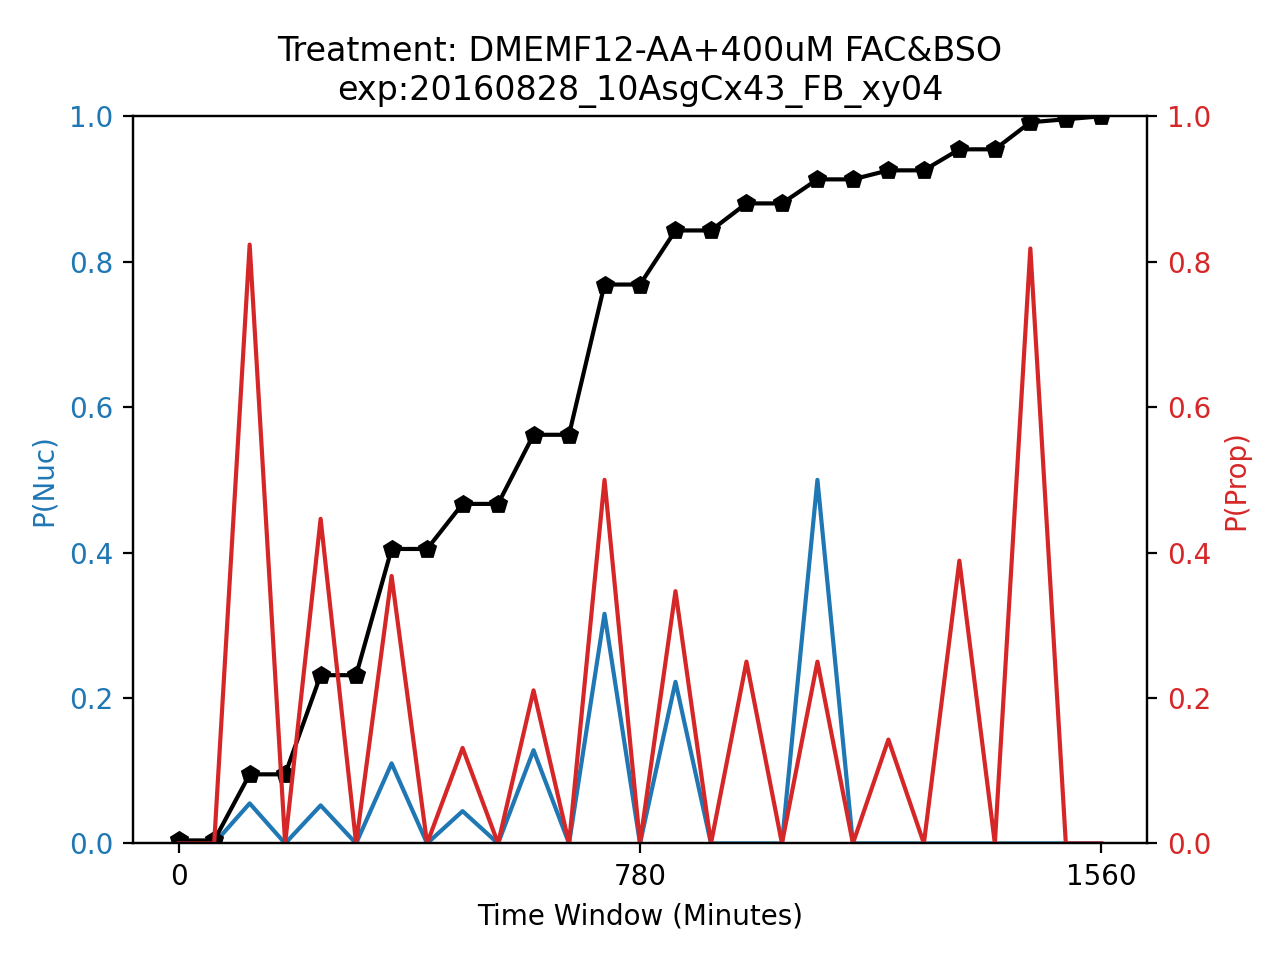 Treatment: DMEMF12-AA+400uM FAC&BSO
exp:20160828_10AsgCx43_FB_xy04
1.0
0.8
0.6
0.4
0.2
0.0
P(Nuc)
1.0
0.8
0.6
0.4
0.2
0.0
P(Prop)
0 780 1560
Time Window (Minutes)